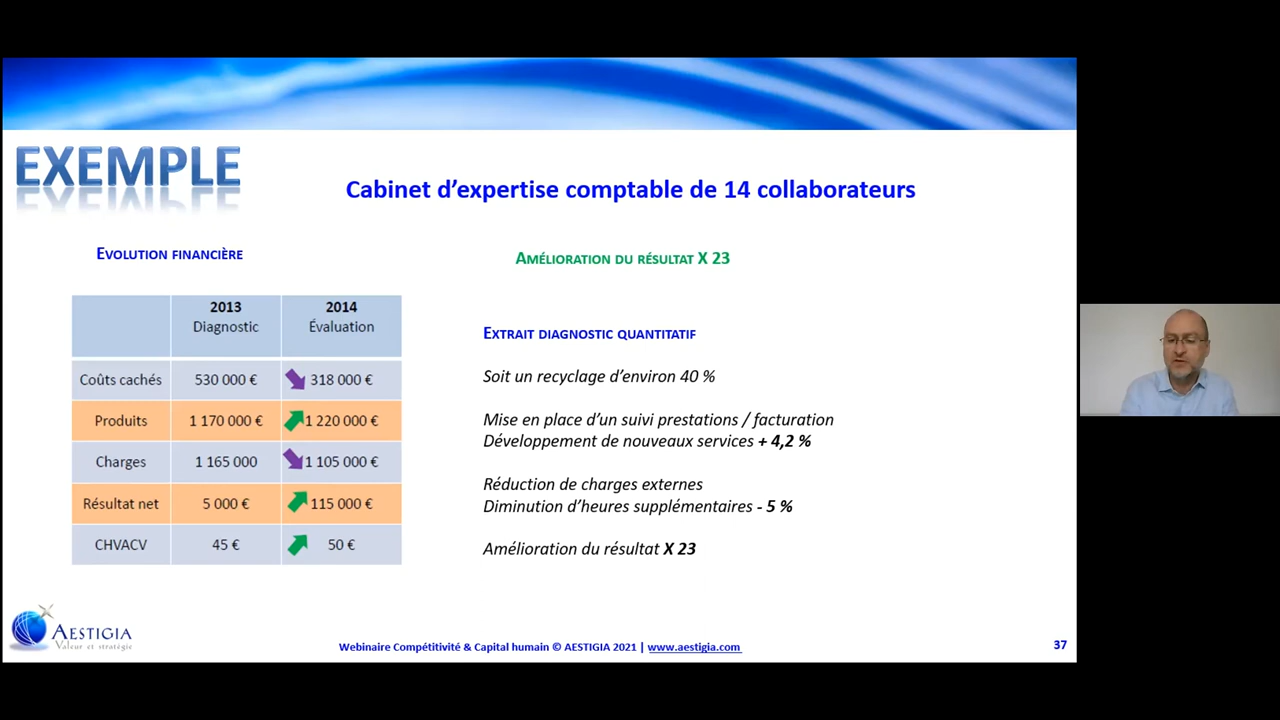 EXEMPLE
Cabinet d’expertise comptable de 14 collaborateurs
EVOLUTION FINANCIÈRE
AMÉLIORATION DU RÉSULTAT X 23
2013 2014
Diagnostic Évaluation
Coûts cachés 530 000 € 318 000 €
Produits 1 170 000 € 1 220 000 €
Charges 1 165 000 1 105 000 €
Résultat net 5 000 € 115 000 €
CHVACV 45 € 50 €
EXTRAIT DIAGNOSTIC QUANTITATIF
Soit un recyclage d’environ 40 %
Mise en place d’un suivi prestations / facturation
Développement de nouveaux services + 4,2 %
Réduction de charges externes
Diminution d’heures supplémentaires - 5 %
Amélioration du résultat X 23
AESTIGIA
Valeur et stratégie
Webinaire Compétitivité & Capital humain © AESTIGIA 2021 | www.aestigia.com
37